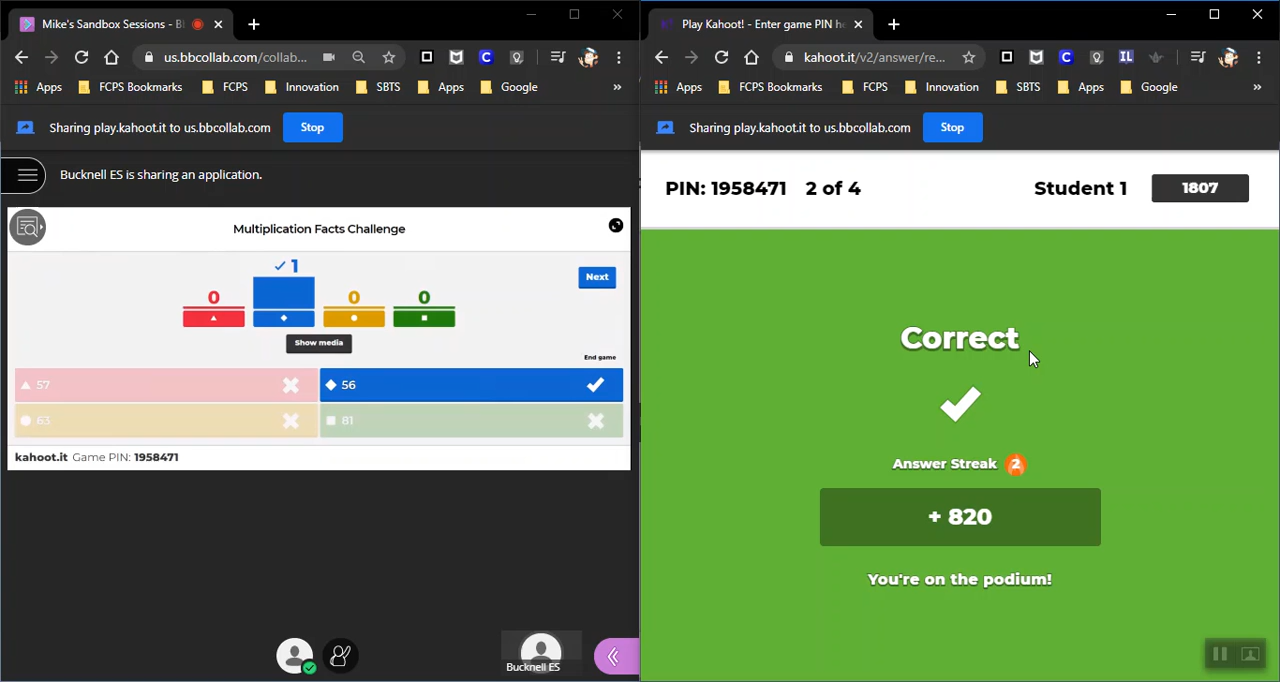 Mike's Sandbox Sessions - Bl
us.bbcollab.com/collab...
Apps FCPS Bookmarks FCPS Innovation SBTS Apps Google »
Sharing play.kahoot.it to us.bbcollab.com Stop
Bucknell ES is sharing an application.
Multiplication Facts Challenge
1
0 0 0
Next
Show media
End game
57 56
63 81
kahoot.it Game PIN: 1958471
Bucknell ES
Play Kahoot! - Enter game PIN he
kahoot.it/v2/answer/re...
Apps FCPS Bookmarks FCPS Innovation SBTS Apps Google »
Sharing play.kahoot.it to us.bbcollab.com Stop
PIN: 1958471 2 of 4 Student 1 1807
Correct
Answer Streak 2
+ 820
You're on the podium!